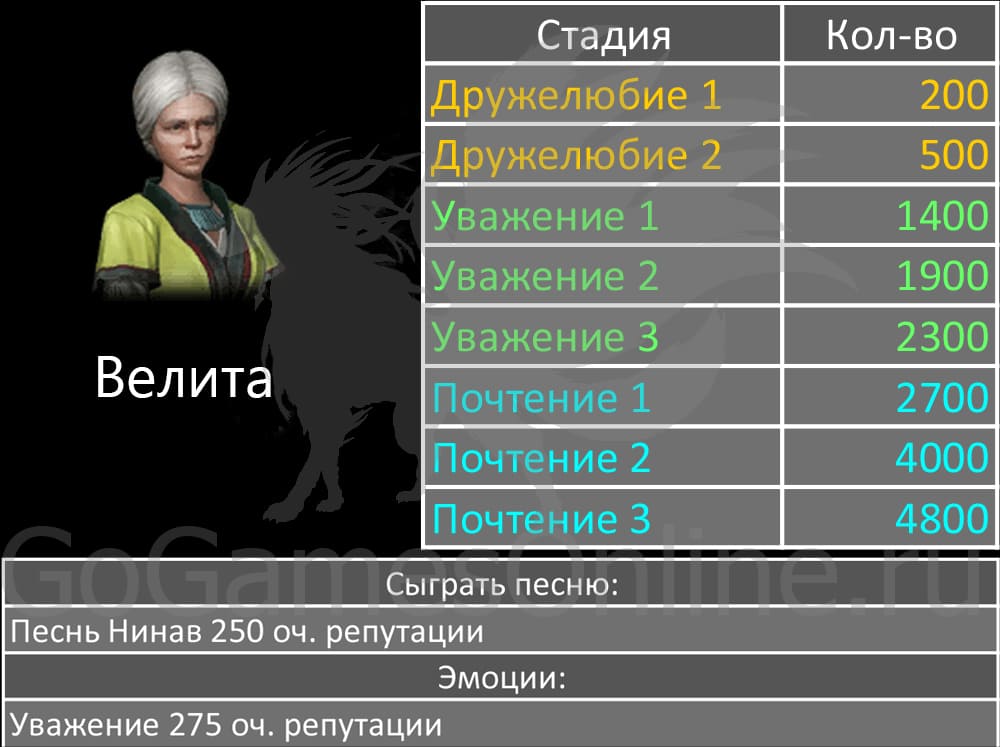 Стадия Кол-во
Дружелюбие 1 200
Дружелюбие 2 500
Уважение 1 1400
Уважение 2 1900
Уважение 3 2300
Велита
Почтение 1 2700
Почтение 2 4000
Почтение 3 4800
GoGamesOnline.ru
Сыграть песню:
Песнь Нинав 250 оч. репутации
Эмоции:
Уважение 275 оч. репутации